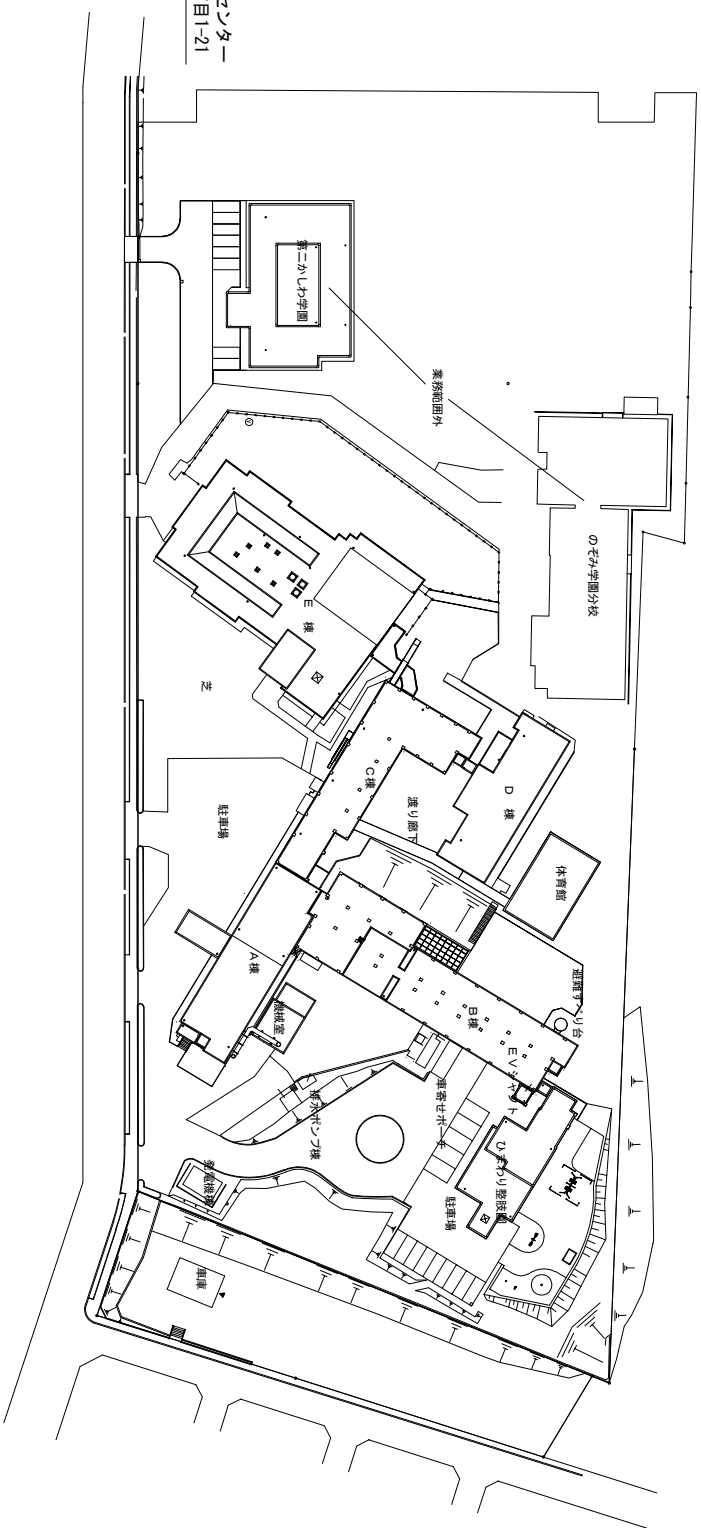 センター
丁目1-21
第二かしわ学園
業務範囲外
のぞみ学園分校
E 棟
芝
C棟
渡り廊下
D 棟
駐車場
体育館
A棟
機械室
B棟
避難すべり台
EVシャフト
車寄せポーチ
排水ポンプ棟
ひまわり整肢園
駐車場
発電機棟
車庫